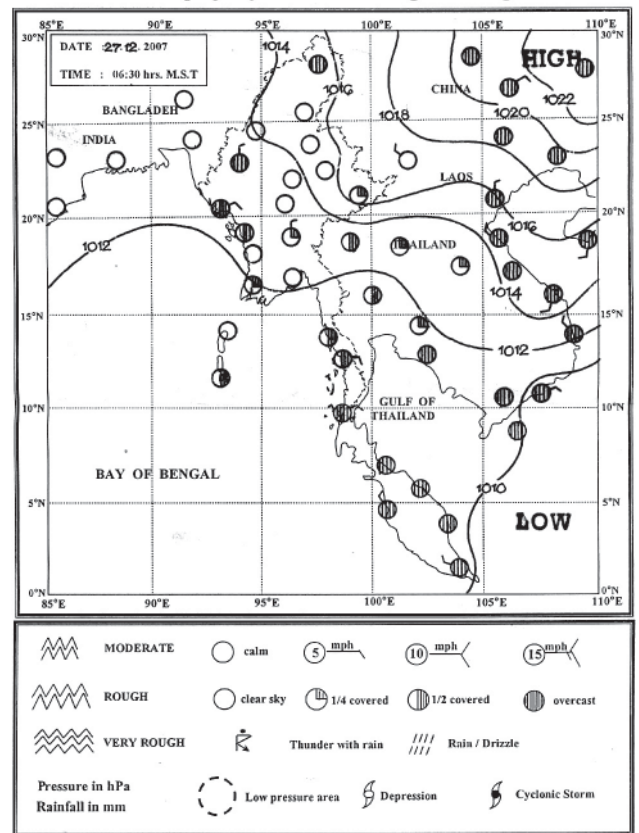 85°E 90°E 95°E 100°E 105°E 110°E
30°N 30°N
DATE : 27.12. 2007
TIME : 06:30 hrs. M.S.T
1014
HIGH
1016
CHINA
1022
BANGLADEH
1018
1020
25°N 25°N
INDIA
LAOS
20°N 20°N
1016
1012
THAILAND
1014
15°N 15°N
1012
10°N 10°N
GULF OF
THAILAND
BAY OF BENGAL
1010
5°N 5°N
LOW
0°N 0°N
85°E 90°E 95°E 100°E 105°E 110°E
MODERATE calm 5 mph 10 mph 15 mph
ROUGH clear sky 1/4 covered 1/2 covered overcast
VERY ROUGH Thunder with rain Rain / Drizzle
Pressure in hPa
Rainfall in mm
Low pressure area Depression Cyclonic Storm